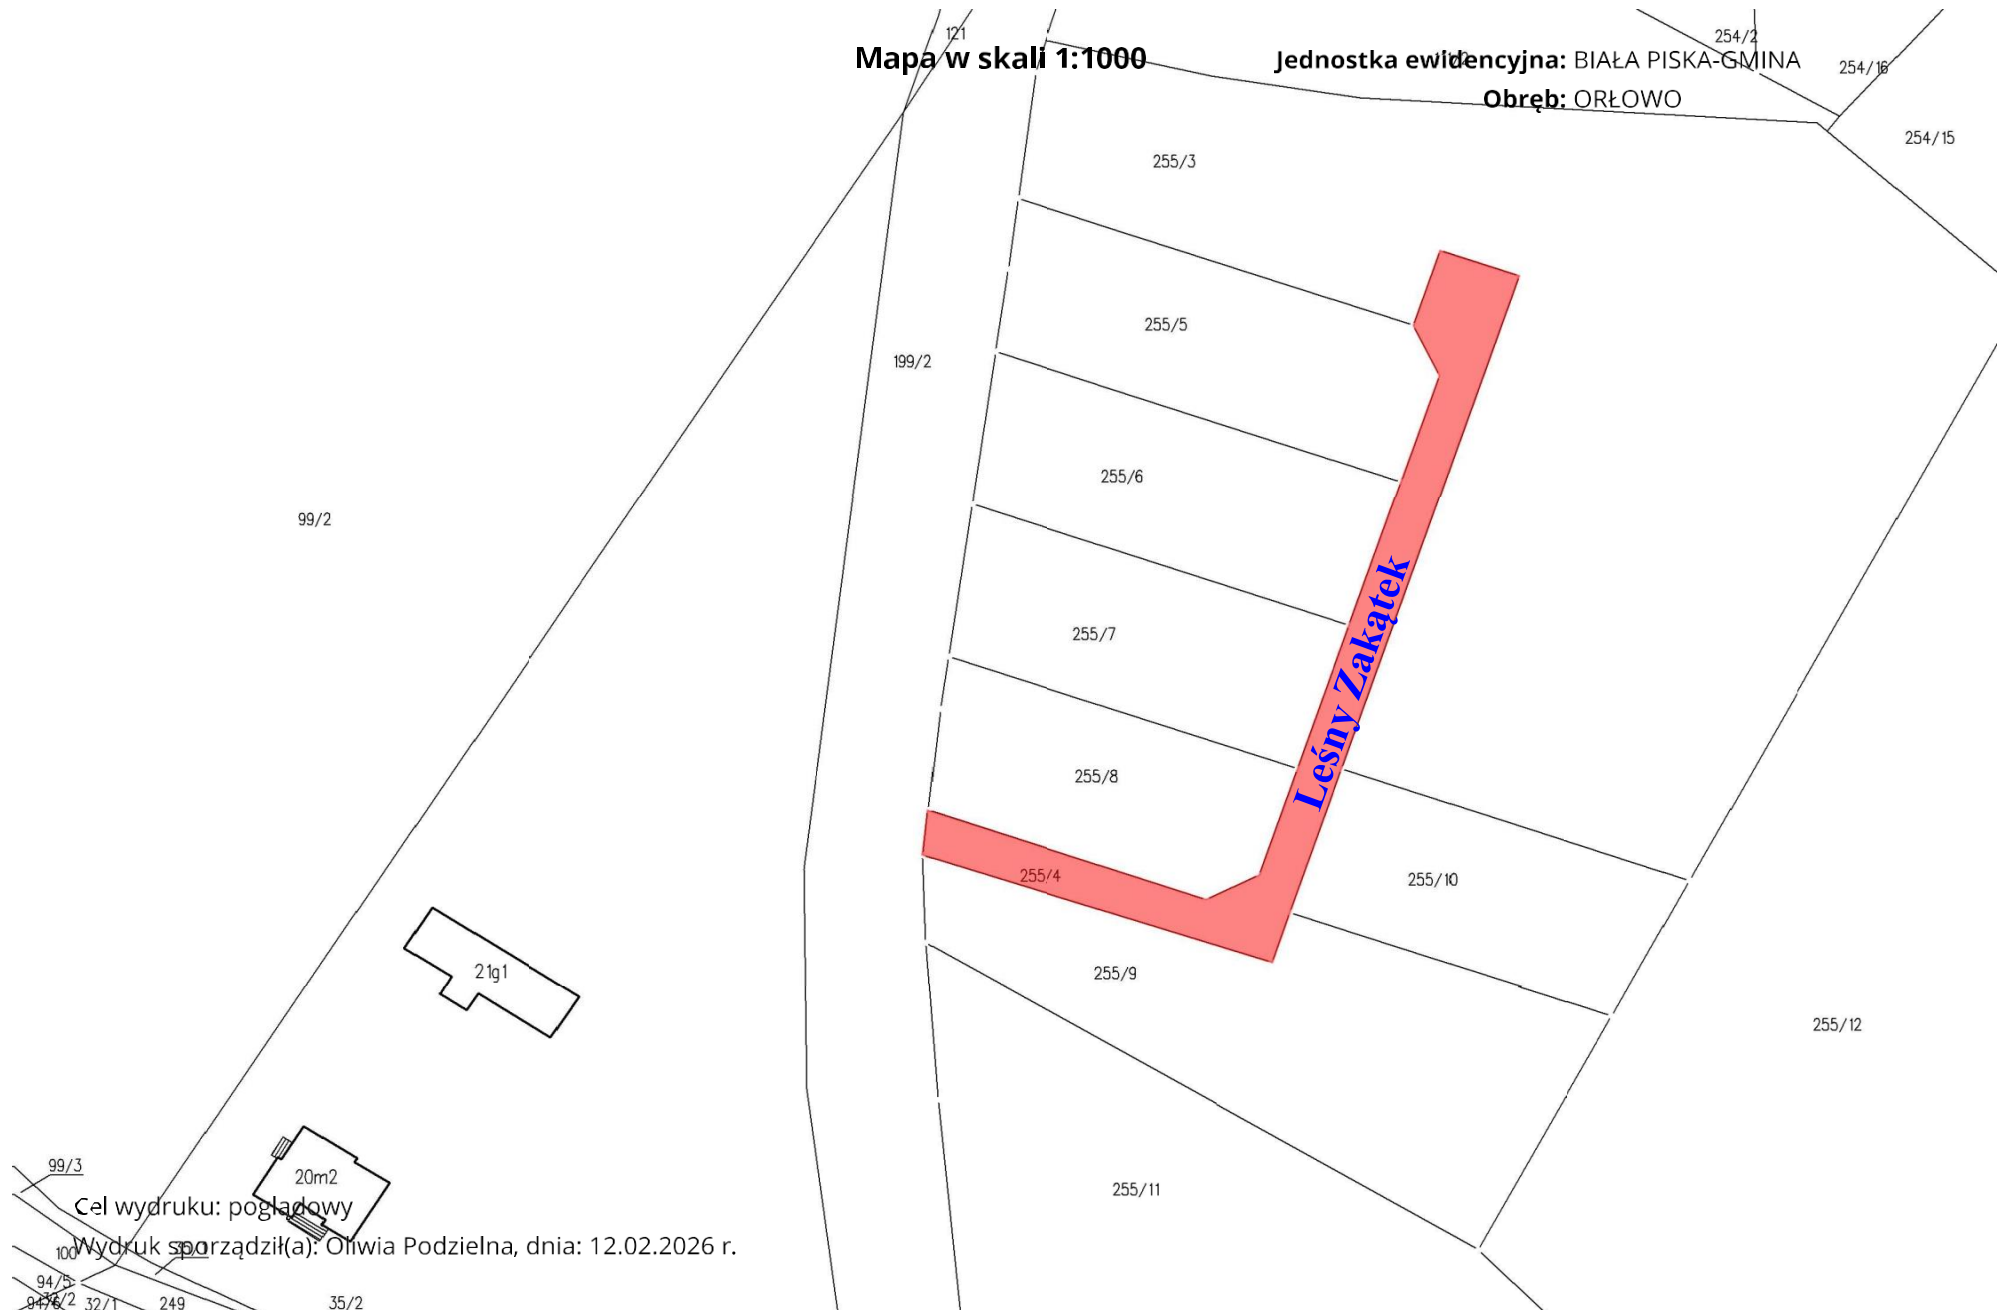 121
Mapa w skali 1:1000
Jednostka ewidencyjna: BIAŁA PISKA-GMINA
254/2
254/16
Obręb: ORŁOWO
254/15
255/3
255/5
199/2
255/6
99/2
255/7
Leśny Zakątek
255/8
255/4
255/10
21g1
255/9
255/12
99/3
20m2
255/11
Cel wydruku: poglądowy
Wydruk sporządził(a): Oliwia Podzielna, dnia: 12.02.2026 r.
100
94/5
32/1
249
35/2